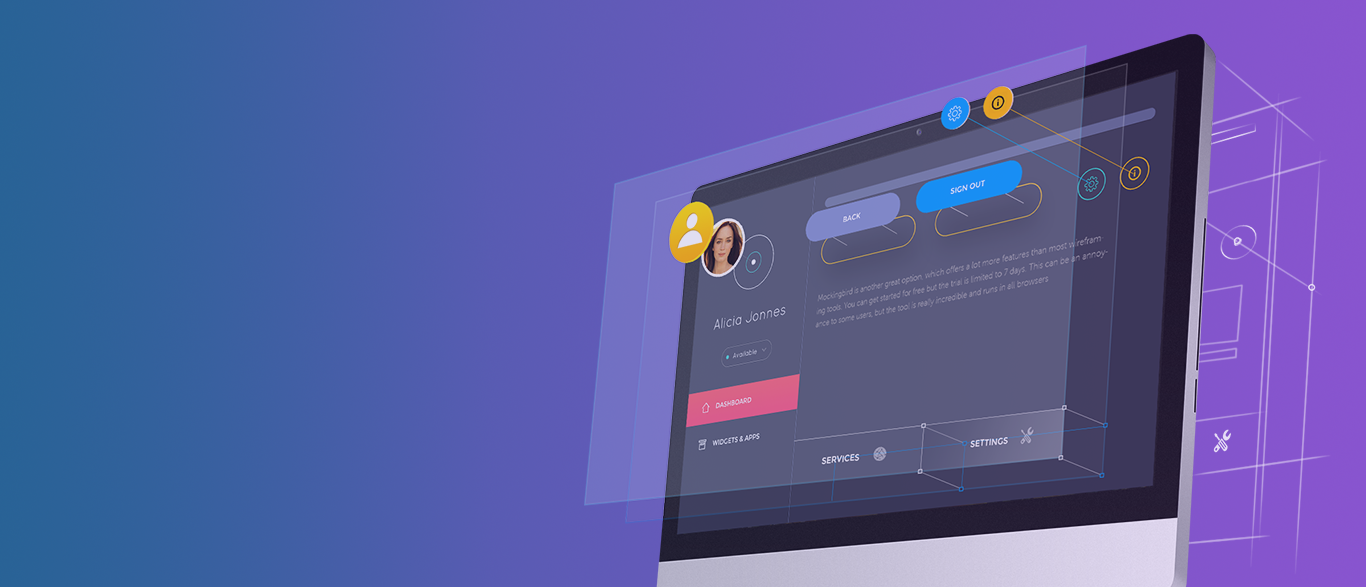 BACK
SIGN OUT
Mockingbird is another great option, which offers a lot more features than most wirefram
ing tools. You can get started for free but the trial is limited to 7 days. This can be an annoy-
ance to some users, but the tool is really incredible and runs in all browsers
Alicia Jonnes
Available
DASHBOARD
WIDGETS & APPS
SERVICES
SETTINGS